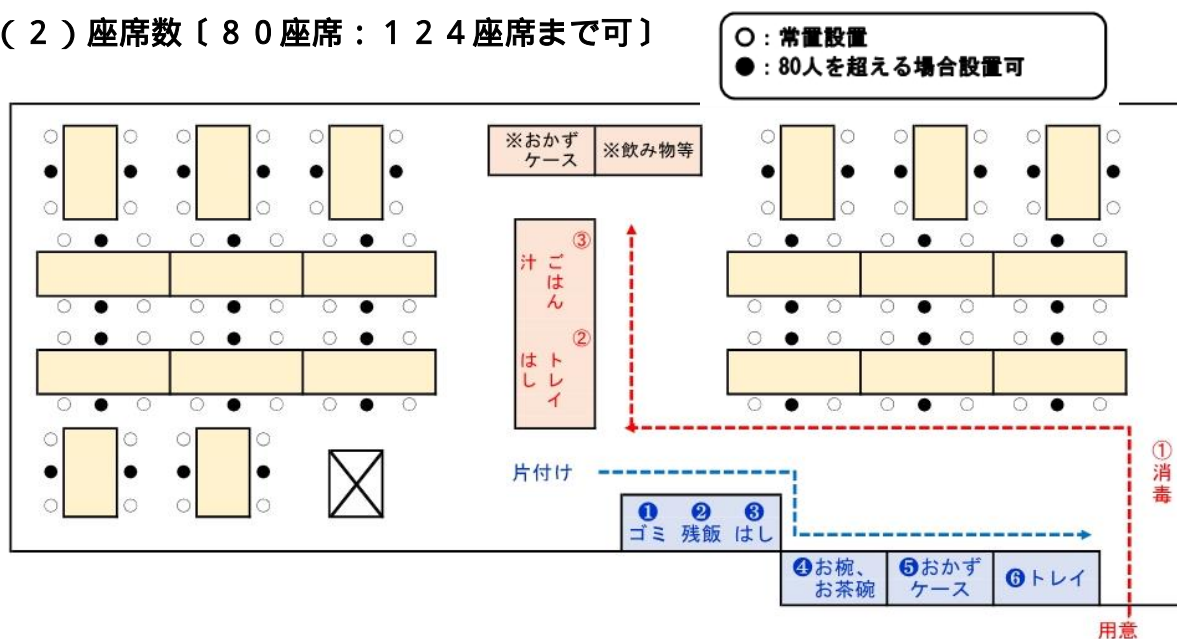 (２)座席数〔８０座席：１２４座席まで可〕
○：常置設置
●：80人を超える場合設置可
※おかず
ケース
※飲み物等
③
ごはん
汁
②
トレイ
はし
①
消毒
片付け
❶ ❷ ❸
ゴミ 残飯 はし
❹お椀、
お茶碗
❺おかず
ケース
❻トレイ
用意